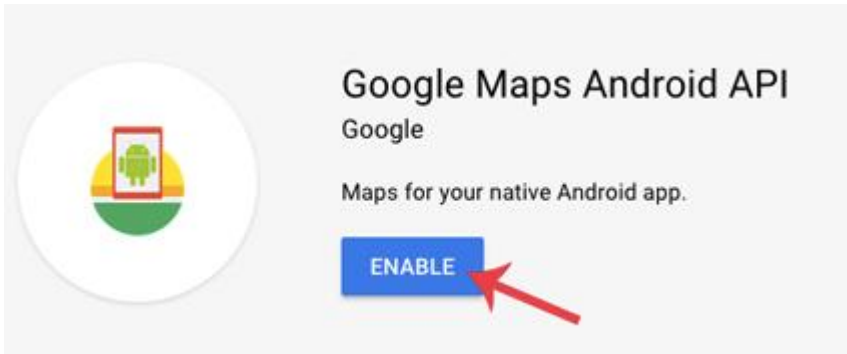 Google Maps Android API
Google
Maps for your native Android app.
ENABLE